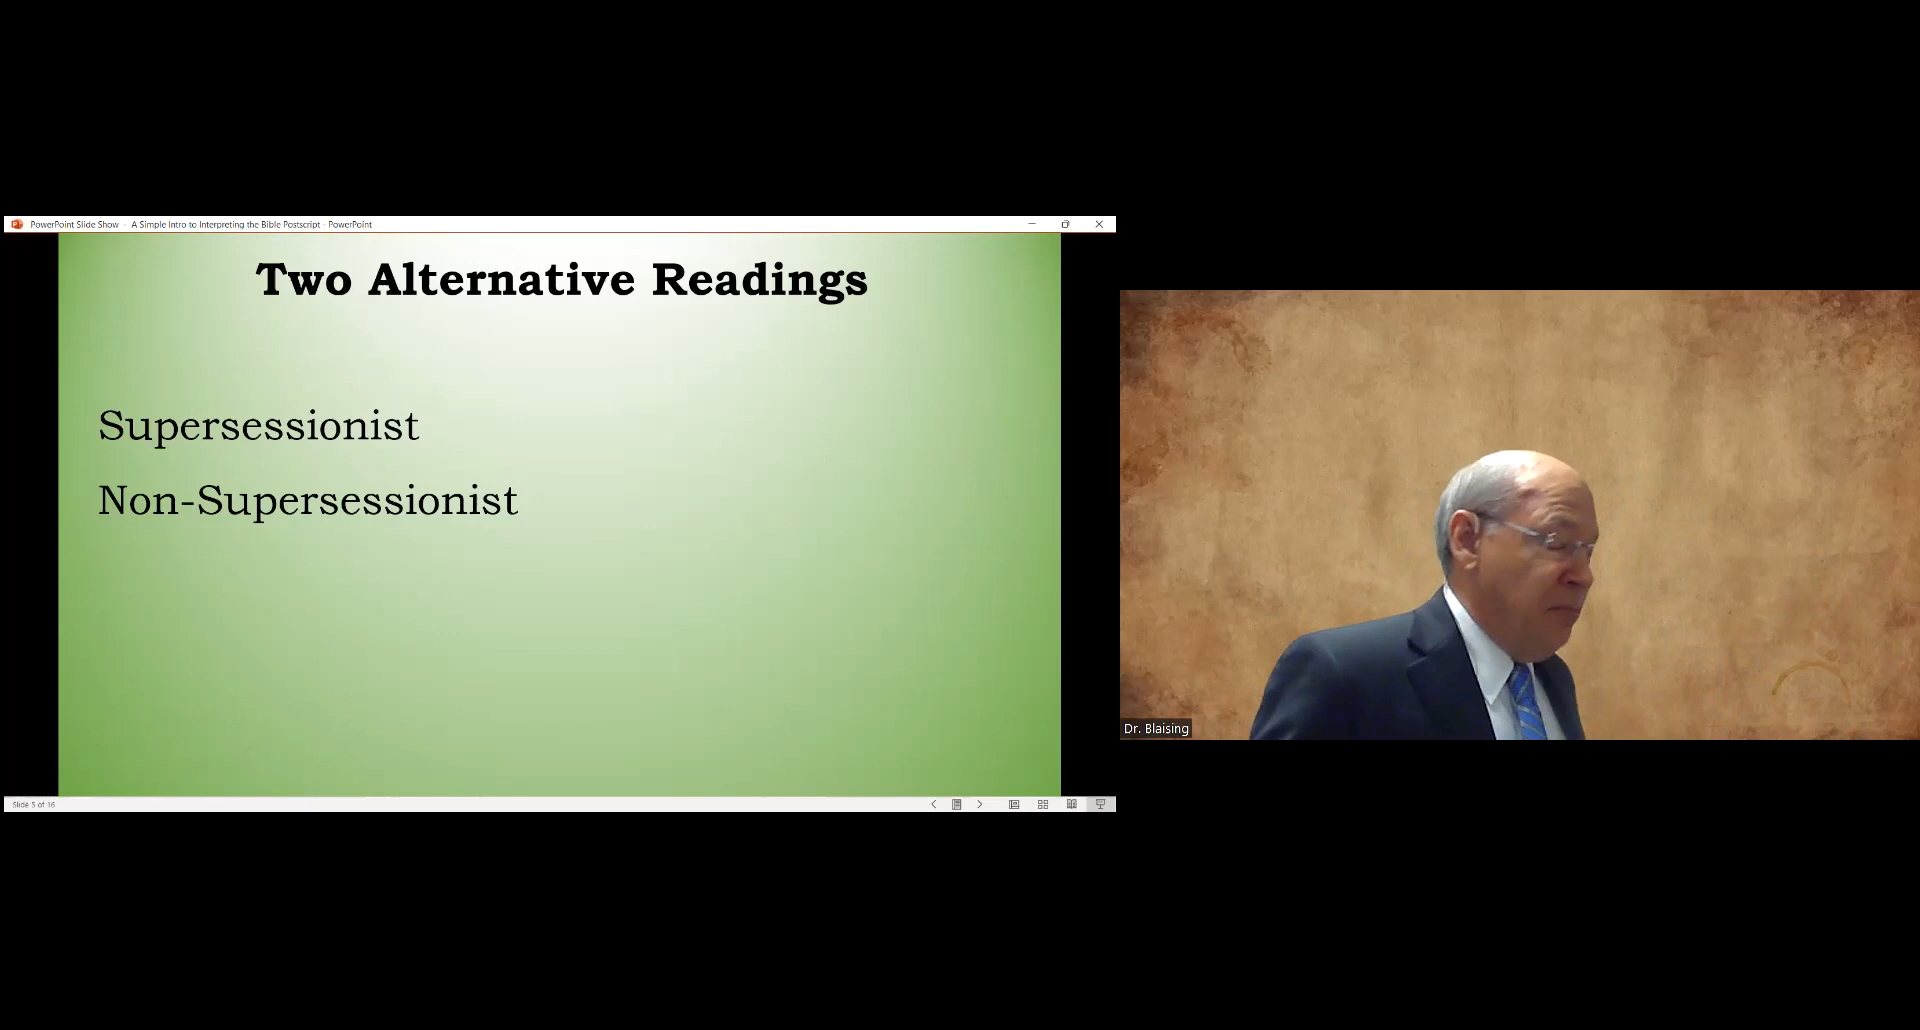 PowerPoint Slide Show - A Simple Intro to Interpreting the Bible Postscript - PowerPoint
Two Alternative Readings
Supersessionist
Non-Supersessionist
Slide 5 of 16
Dr. Blaising